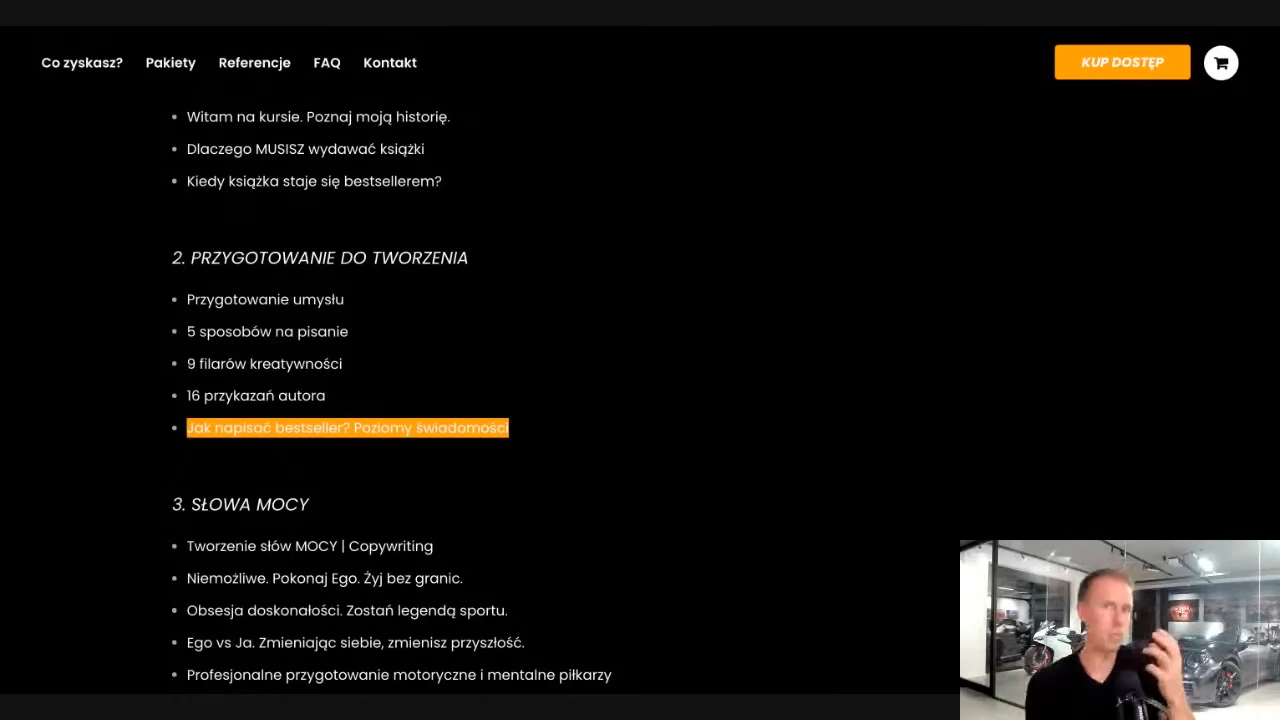 Co zyskasz? Pakiety Referencje FAQ Kontakt KUP DOSTĘP
Witam na kursie. Poznaj moją historię.
Dlaczego MUSISZ wydawać książki
Kiedy książka staje się bestsellerem?
2. PRZYGOTOWANIE DO TWORZENIA
Przygotowanie umysłu
5 sposobów na pisanie
9 filarów kreatywności
16 przykazań autora
Jak napisać bestseller? Poziomy świadomości
3. SŁOWA MOCY
Tworzenie słów MOCY | Copywriting
Niemożliwe. Pokonaj Ego. Żyj bez granic.
Obsesja doskonałości. Zostań legendą sportu.
Ego vs Ja. Zmieniając siebie, zmienisz przyszłość.
Profesjonalne przygotowanie motoryczne i mentalne piłkarzy